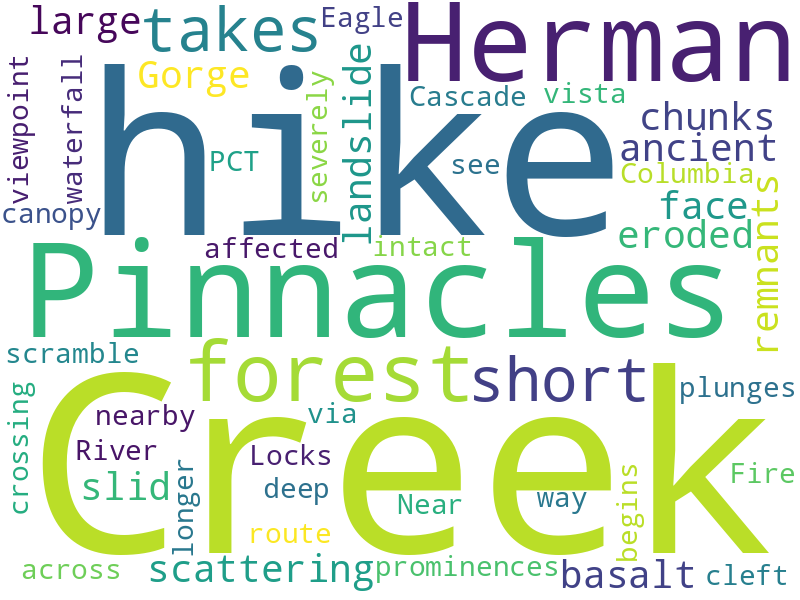 large
takes
Eagle
Herman
Gorge
viewpoint
waterfall
hike
severely
landslide
Cascade
vista
chunks
PCT
see
ancient
Columbia
canopy
face
remnants
affected
intact
eroded
Pinnacles
scramble
forest
short
plunges
crossing
nearby
via
Creek
River
Locks
longer
slid
deep
Near
way
begins
Fire
route
across
scattering
prominences
basalt
cleft